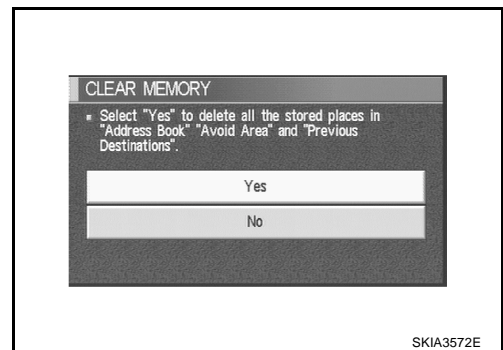 CLEAR MEMORY
Select "Yes" to delete all the stored places in
"Address Book" "Avoid Area" and "Previous
Destinations".
Yes
No
SKIA3572E